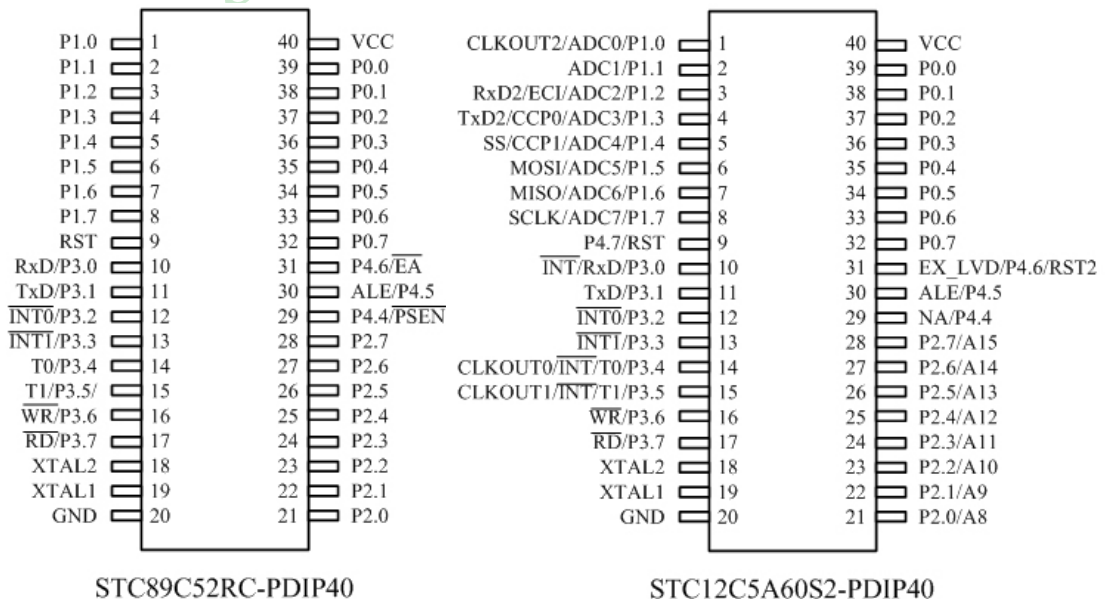 P1.0 1 40 VCC
P1.1 2 39 P0.0
P1.2 3 38 P0.1
P1.3 4 37 P0.2
P1.4 5 36 P0.3
P1.5 6 35 P0.4
P1.6 7 34 P0.5
P1.7 8 33 P0.6
RST 9 32 P0.7
RxD/P3.0 10 31 P4.6/E̅A̅
TxD/P3.1 11 30 ALE/P4.5
I̅N̅T̅0̅/P3.2 12 29 P4.4/P̅S̅E̅N̅
I̅N̅T̅1̅/P3.3 13 28 P2.7
T0/P3.4 14 27 P2.6
T1/P3.5/ 15 26 P2.5
W̅R̅/P3.6 16 25 P2.4
R̅D̅/P3.7 17 24 P2.3
XTAL2 18 23 P2.2
XTAL1 19 22 P2.1
GND 20 21 P2.0
STC89C52RC-PDIP40
CLKOUT2/ADC0/P1.0 1 40 VCC
ADC1/P1.1 2 39 P0.0
RxD2/ECI/ADC2/P1.2 3 38 P0.1
TxD2/CCP0/ADC3/P1.3 4 37 P0.2
SS/CCP1/ADC4/P1.4 5 36 P0.3
MOSI/ADC5/P1.5 6 35 P0.4
MISO/ADC6/P1.6 7 34 P0.5
SCLK/ADC7/P1.7 8 33 P0.6
P4.7/RST 9 32 P0.7
I̅N̅T̅/RxD/P3.0 10 31 EX_LVD/P4.6/RST2
TxD/P3.1 11 30 ALE/P4.5
I̅N̅T̅0̅/P3.2 12 29 NA/P4.4
I̅N̅T̅1̅/P3.3 13 28 P2.7/A15
CLKOUT0/I̅N̅T̅/T0/P3.4 14 27 P2.6/A14
CLKOUT1/I̅N̅T̅/T1/P3.5 15 26 P2.5/A13
W̅R̅/P3.6 16 25 P2.4/A12
R̅D̅/P3.7 17 24 P2.3/A11
XTAL2 18 23 P2.2/A10
XTAL1 19 22 P2.1/A9
GND 20 21 P2.0/A8
STC12C5A60S2-PDIP40